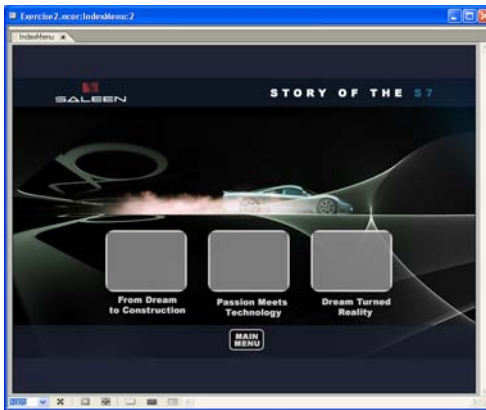 Exercise2.ncor:IndexMenu:2
IndexMenu
SALEEN
STORY OF THE S7
From Dream
to Construction
Passion Meets
Technology
Dream Turned
Reality
MAIN
MENU